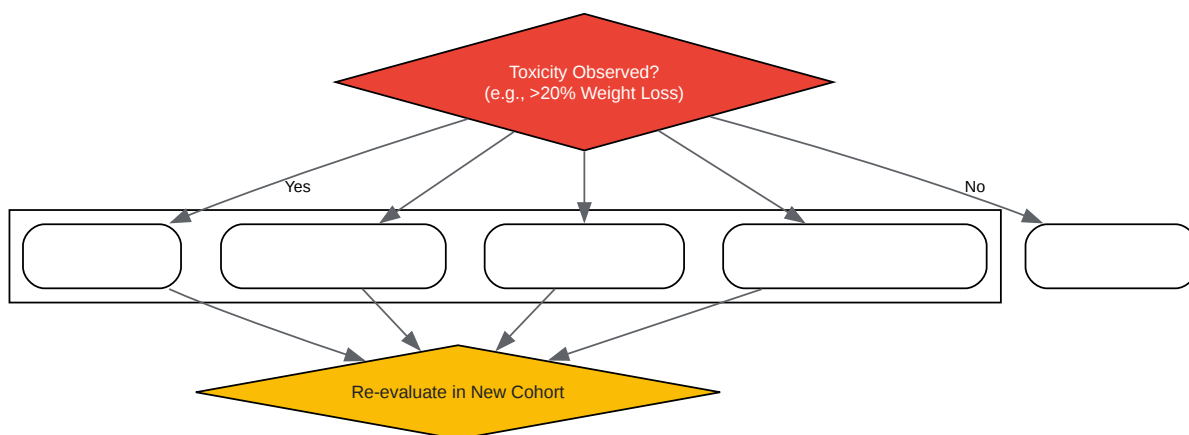 Toxicity Observed?
(e.g., >20% Weight Loss)
Yes
No
Re-evaluate in New Cohort